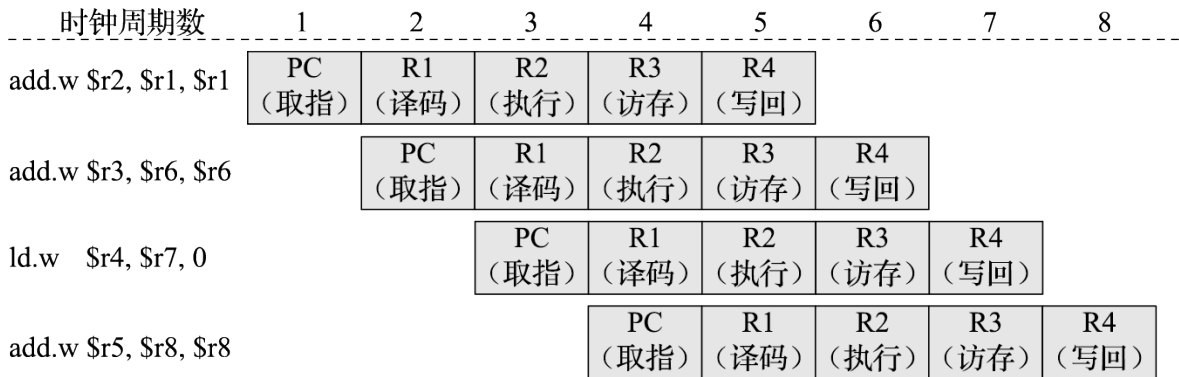 时钟周期数 1 2 3 4 5 6 7 8
PC R1 R2 R3 R4
add.w $r2, $r1, $r1
（取指） （译码） （执行） （访存） （写回）
PC R1 R2 R3 R4
add.w $r3, $r6, $r6
（取指） （译码） （执行） （访存） （写回）
PC R1 R2 R3 R4
ld.w $r4, $r7, 0
（取指） （译码） （执行） （访存） （写回）
PC R1 R2 R3 R4
add.w $r5, $r8, $r8
（取指） （译码） （执行） （访存） （写回）